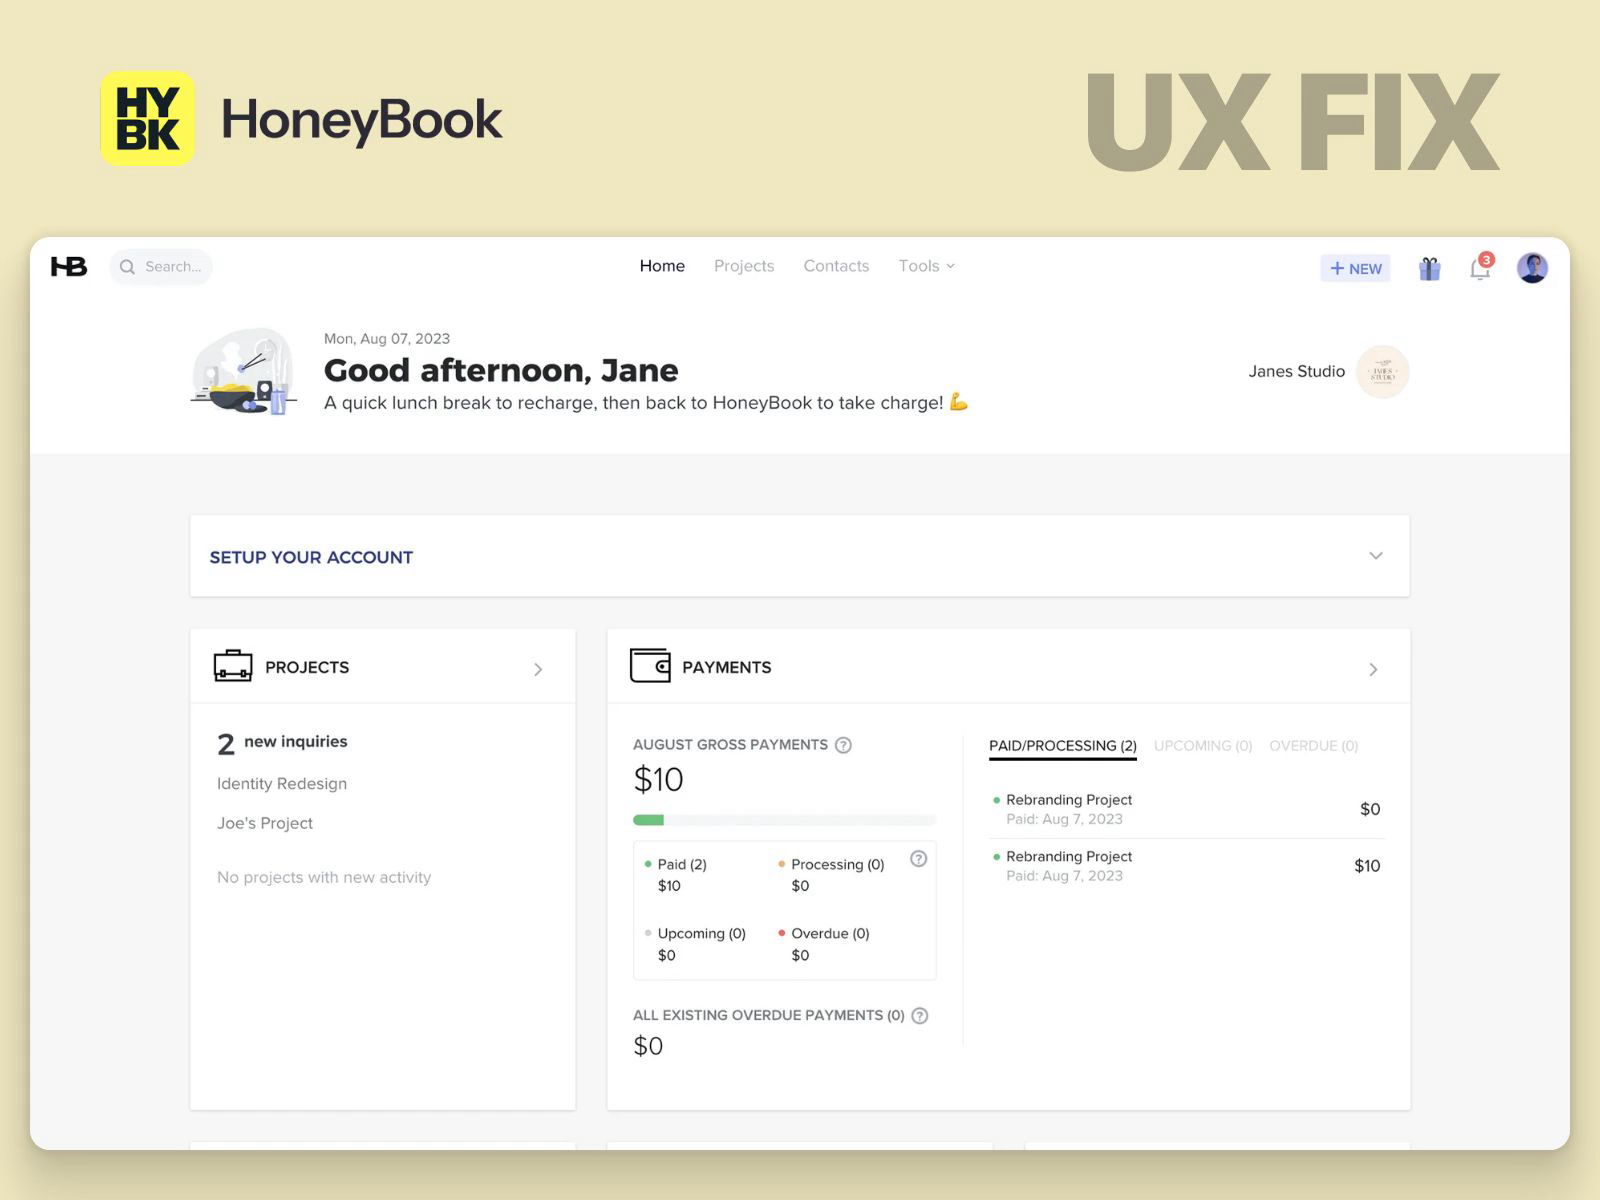 HY
BK
HoneyBook
UX FIX
HB
Search...
Home
Projects
Contacts
Tools
+ NEW
3
Mon, Aug 07, 2023
Good afternoon, Jane
A quick lunch break to recharge, then back to HoneyBook to take charge! 💪
Janes Studio
JANES
STUDIO
SETUP YOUR ACCOUNT
PROJECTS
2 new inquiries
Identity Redesign
Joe's Project
No projects with new activity
PAYMENTS
AUGUST GROSS PAYMENTS ?
$10
Paid (2)
$10
Processing (0)
$0
?
Upcoming (0)
$0
Overdue (0)
$0
ALL EXISTING OVERDUE PAYMENTS (0) ?
$0
PAID/PROCESSING (2) UPCOMING (0) OVERDUE (0)
Rebranding Project
Paid: Aug 7, 2023
$0
Rebranding Project
Paid: Aug 7, 2023
$10